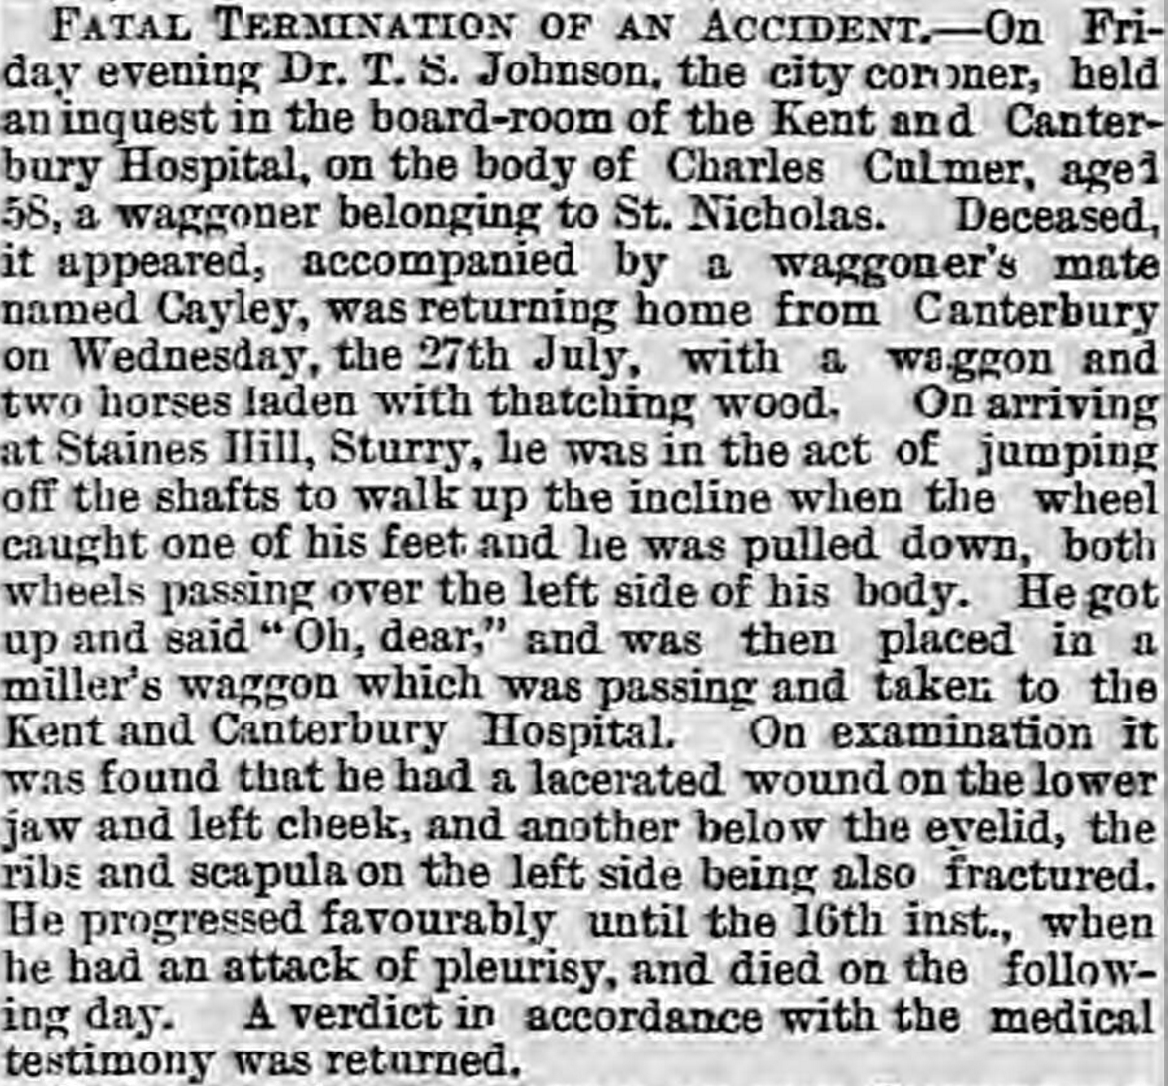 FATAL TERMINATION OF AN ACCIDENT.—On Fri-
day evening Dr. T. S. Johnson, the city coroner, held
an inquest in the board-room of the Kent and Canter-
bury Hospital, on the body of Charles Culmer, aged
58, a waggoner belonging to St. Nicholas. Deceased,
it appeared, accompanied by a waggoner's mate
named Cayley, was returning home from Canterbury
on Wednesday, the 27th July, with a waggon and
two horses laden with thatching wood. On arriving
at Staines Hill, Sturry, he was in the act of jumping
off the shafts to walk up the incline when the wheel
caught one of his feet and he was pulled down, both
wheels passing over the left side of his body. He got
up and said "Oh, dear," and was then placed in a
miller's waggon which was passing and taken to the
Kent and Canterbury Hospital. On examination it
was found that he had a lacerated wound on the lower
jaw and left cheek, and another below the eyelid, the
ribs and scapula on the left side being also fractured.
He progressed favourably until the 16th inst., when
he had an attack of pleurisy, and died on the follow-
ing day. A verdict in accordance with the medical
testimony was returned.